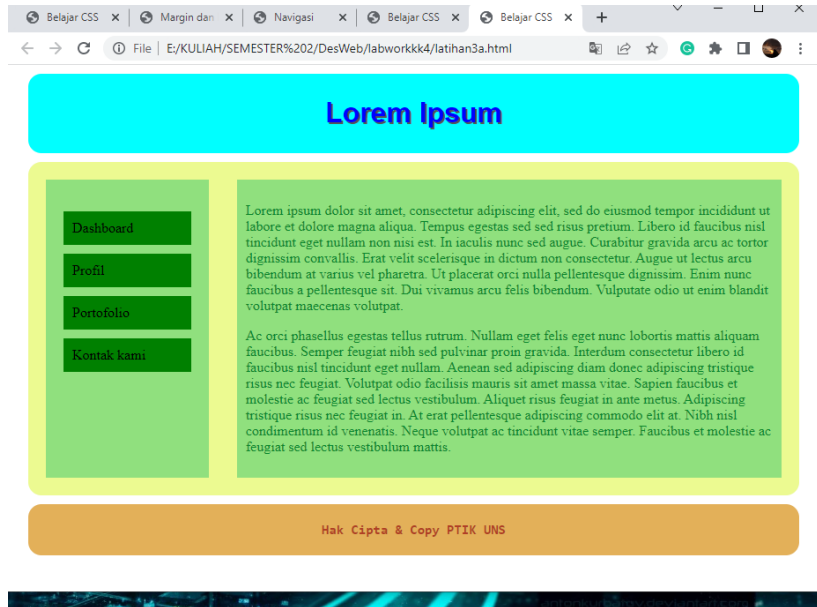 Belajar CSS Margin dan Navigasi Belajar CSS Belajar CSS
File E:/KULIAH/SEMESTER%202/DesWeb/labworkkk4/latihan3a.html
Lorem Ipsum
Dashboard
Profil
Portofolio
Kontak kami
Lorem ipsum dolor sit amet, consectetur adipiscing elit, sed do eiusmod tempor incididunt ut
labore et dolore magna aliqua. Tempus egestas sed sed risus pretium. Libero id faucibus nisl
tincidunt eget nullam non nisi est. In iaculis nunc sed augue. Curabitur gravida arcu ac tortor
dignissim convallis. Erat velit scelerisque in dictum non consectetur. Augue ut lectus arcu
bibendum at varius vel pharetra. Ut placerat orci nulla pellentesque dignissim. Enim nunc
faucibus a pellentesque sit. Dui vivamus arcu felis bibendum. Vulputate odio ut enim blandit
volutpat maecenas volutpat.
Ac orci phasellus egestas tellus rutrum. Nullam eget felis eget nunc lobortis mattis aliquam
faucibus. Semper feugiat nibh sed pulvinar proin gravida. Interdum consectetur libero id
faucibus nisl tincidunt eget nullam. Aenean sed adipiscing diam donec adipiscing tristique
risus nec feugiat. Volutpat odio facilisis mauris sit amet massa vitae. Sapien faucibus et
molestie ac feugiat sed lectus vestibulum. Aliquet risus feugiat in ante metus. Adipiscing
tristique risus nec feugiat in. At erat pellentesque adipiscing commodo elit at. Nibh nisl
condimentum id venenatis. Neque volutpat ac tincidunt vitae semper. Faucibus et molestie ac
feugiat sed lectus vestibulum mattis.
Hak Cipta & Copy PTIK UNS